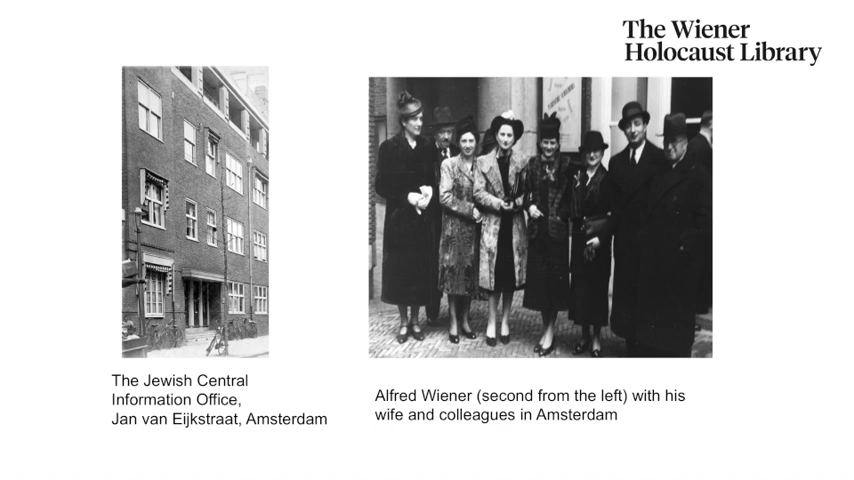 The Wiener
Holocaust Library
The Jewish Central
Information Office,
Jan van Eijkstraat, Amsterdam
Alfred Wiener (second from the left) with his
wife and colleagues in Amsterdam